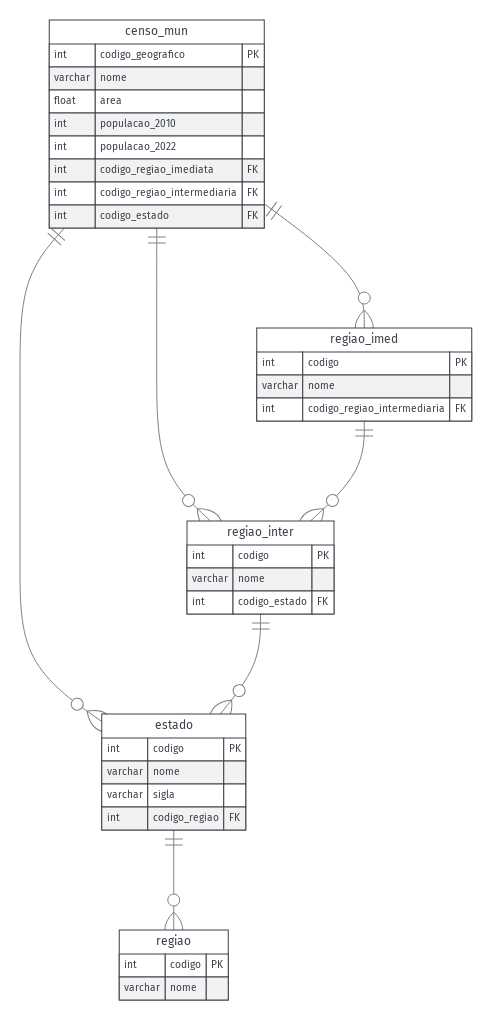 censo_mun
int codigo_geografico PK
varchar nome
float area
int populacao_2010
int populacao_2022
int codigo_regiao_imediata FK
int codigo_regiao_intermediaria FK
int codigo_estado FK
regiao_imed
int codigo PK
varchar nome
int codigo_regiao_intermediaria FK
regiao_inter
int codigo PK
varchar nome
int codigo_estado FK
estado
int codigo PK
varchar nome
varchar sigla
int codigo_regiao FK
regiao
int codigo PK
varchar nome